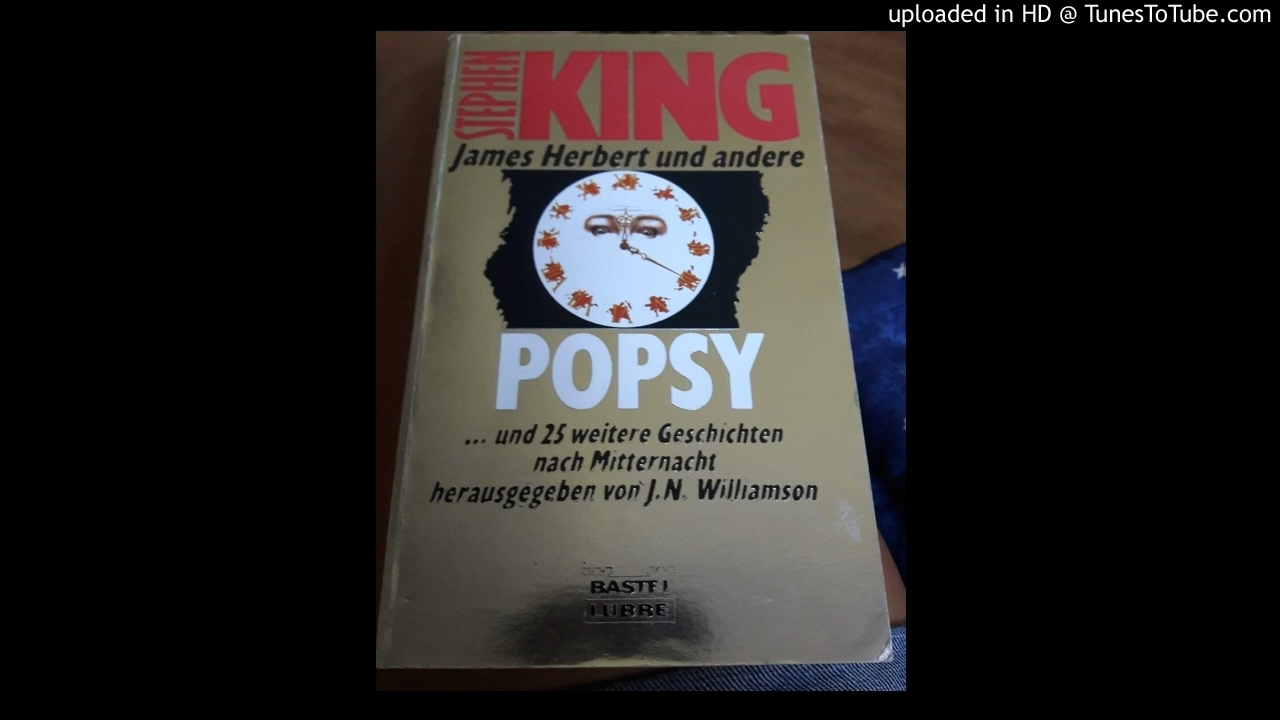 uploaded in HD @ TunesToTube.com
STEPHEN
KING
James Herbert und andere
POPSY
... und 25 weitere Geschichten
nach Mitternacht
herausgegeben von J.N. Williamson
BASTEI
LÜBBE